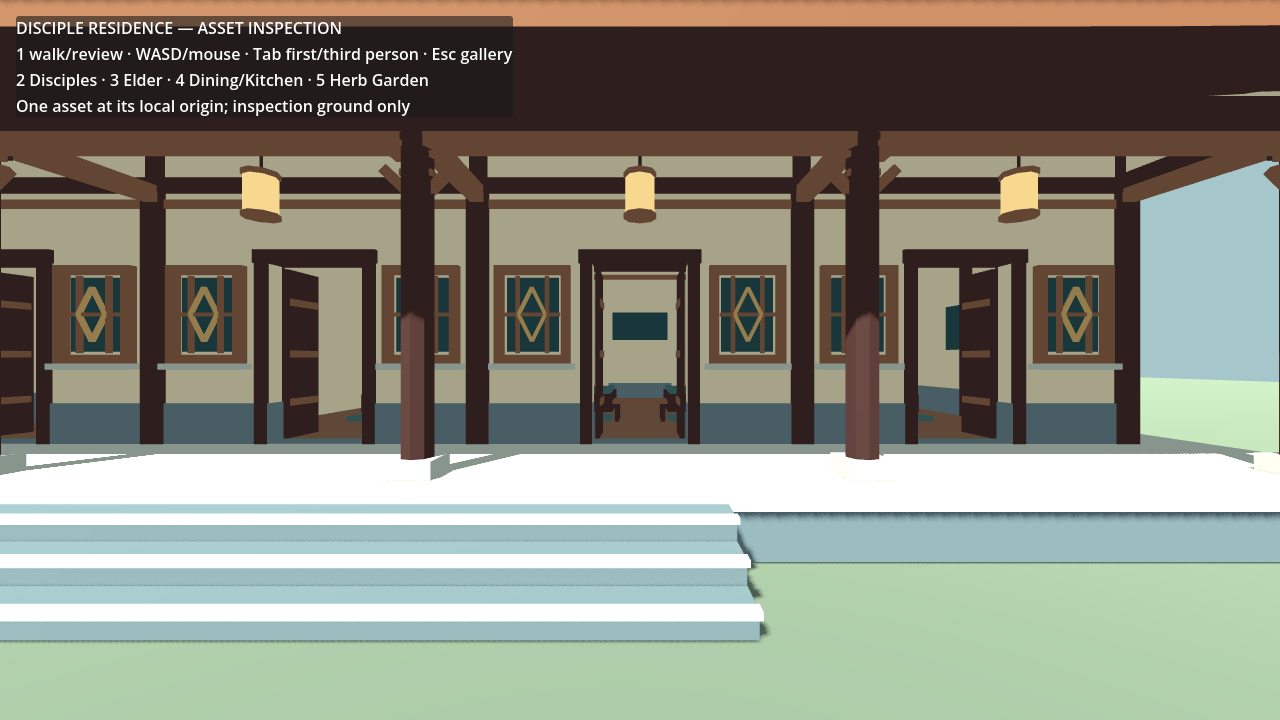 DISCIPLE RESIDENCE — ASSET INSPECTION
1 walk/review · WASD/mouse · Tab first/third person · Esc gallery
2 Disciples · 3 Elder · 4 Dining/Kitchen · 5 Herb Garden
One asset at its local origin; inspection ground only